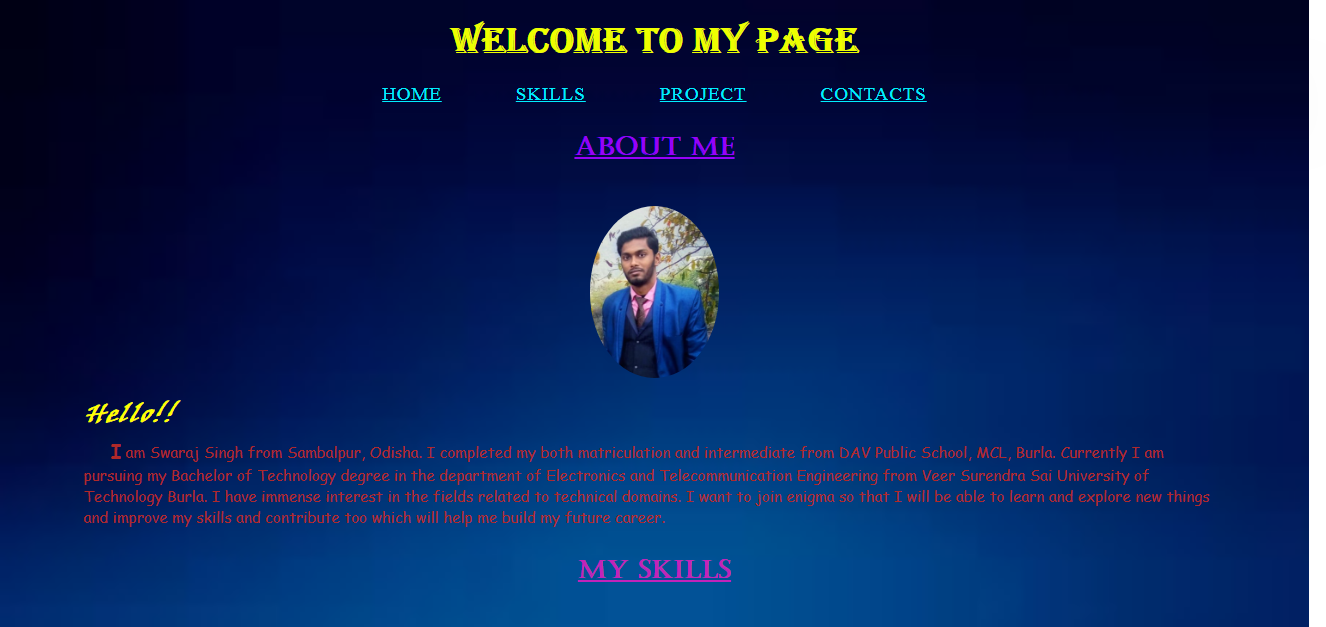 WELCOME TO MY PAGE
HOME SKILLS PROJECT CONTACTS
ABOUT ME
Hello!!
I am Swaraj Singh from Sambalpur, Odisha. I completed my both matriculation and intermediate from DAV Public School, MCL, Burla. Currently I am
pursuing my Bachelor of Technology degree in the department of Electronics and Telecommunication Engineering from Veer Surendra Sai University of
Technology Burla. I have immense interest in the fields related to technical domains. I want to join enigma so that I will be able to learn and explore new things
and improve my skills and contribute too which will help me build my future career.
MY SKILLS